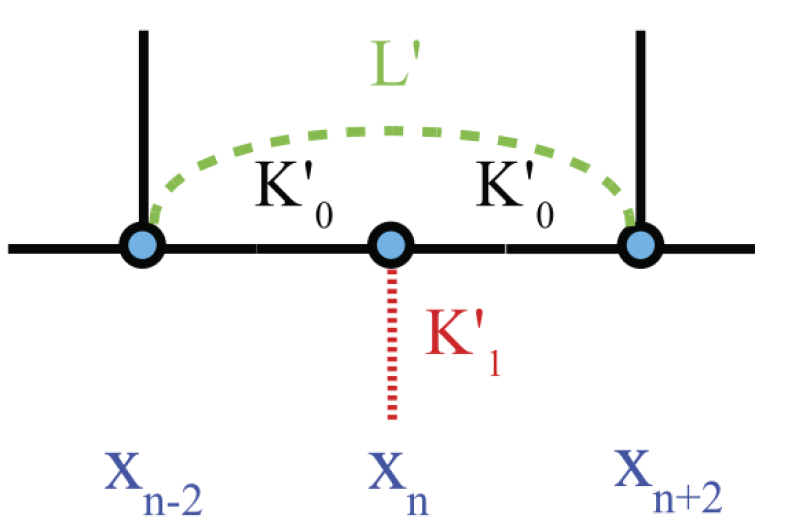 L'
K'₀ K'₀
K'₁
xₙ₋₂ xₙ xₙ₊₂